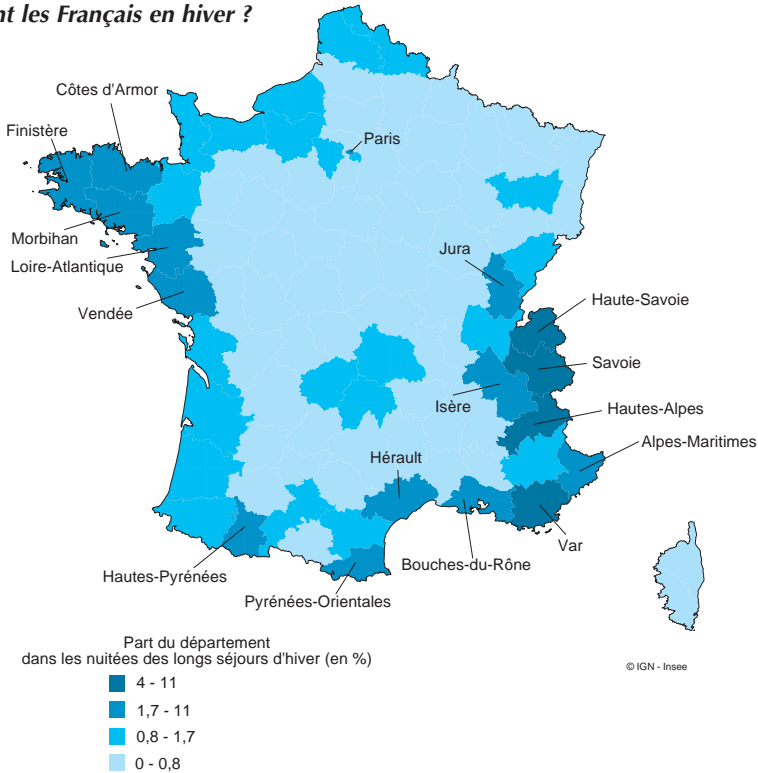 nt les Français en hiver ?
Côtes d'Armor
Finistère
Paris
Morbihan
Loire-Atlantique
Jura
Vendée
Haute-Savoie
Savoie
Isère
Hautes-Alpes
Alpes-Maritimes
Hérault
Var
Bouches-du-Rône
Hautes-Pyrénées
Pyrénées-Orientales
Part du département
dans les nuitées des longs séjours d'hiver (en %)
© IGN - Insee
4 - 11
1,7 - 11
0,8 - 1,7
0 - 0,8